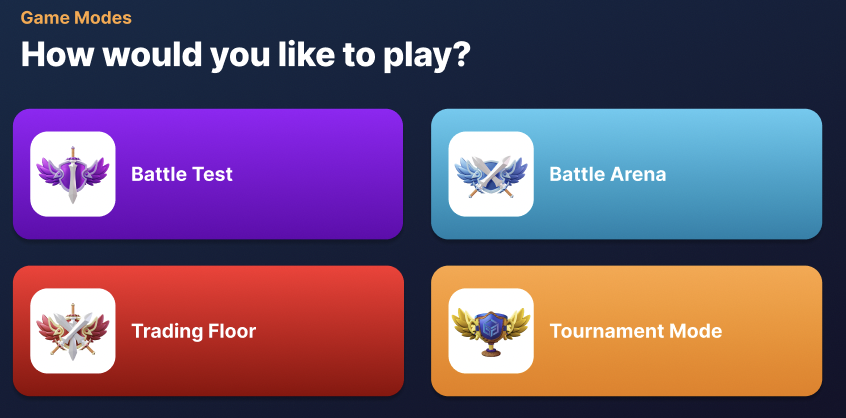 Game Modes
How would you like to play?
Battle Test
Battle Arena
Trading Floor
Tournament Mode